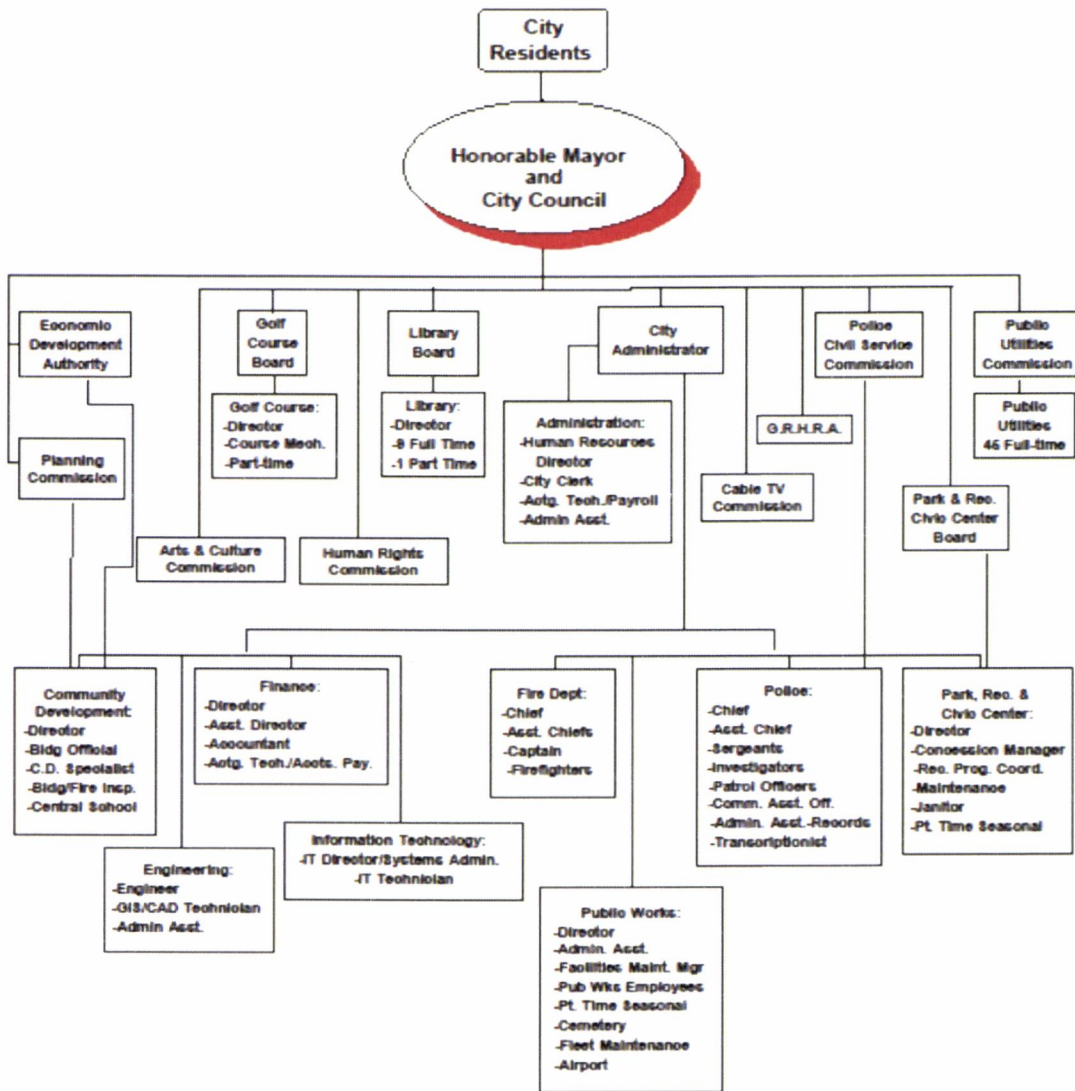 City
Residents
Honorable Mayor
and
City Council
Economic
Development
Authority
Golf
Course
Board
Library
Board
City
Administrator
Police
Civil Service
Commission
Public
Utilities
Commission
Golf Course:
-Director
-Course Mech.
-Part-time
Library:
-Director
-8 Full Time
-1 Part Time
Administration:
-Human Resources
Director
-City Clerk
-Actg. Tech./Payroll
-Admin Asst.
G.R.H.R.A.
Public
Utilities
45 Full-time
Planning
Commission
Cable TV
Commission
Park & Rec.
Civic Center
Board
Arts & Culture
Commission
Human Rights
Commission
Community
Development:
-Director
-Bldg Official
-C.D. Specialist
-Bldg/Fire Insp.
-Central School
Finance:
-Director
-Asst. Director
-Accountant
-Actg. Tech./Accts. Pay.
Fire Dept:
-Chief
-Asst. Chiefs
-Captain
-Firefighters
Police:
-Chief
-Asst. Chief
-Sergeants
-Investigators
-Patrol Officers
-Comm. Asst. Off.
-Admin. Asst.-Records
-Transcriptionist
Park, Rec. &
Civic Center:
-Director
-Concession Manager
-Rec. Prog. Coord.
-Maintenance
-Janitor
-Pt. Time Seasonal
Engineering:
-Engineer
-GIS/CAD Technician
-Admin Asst.
Information Technology:
-IT Director/Systems Admin.
-IT Technician
Public Works:
-Director
-Admin. Asst.
-Facilities Maint. Mgr
-Pub Wks Employees
-Pt. Time Seasonal
-Cemetery
-Fleet Maintenance
-Airport